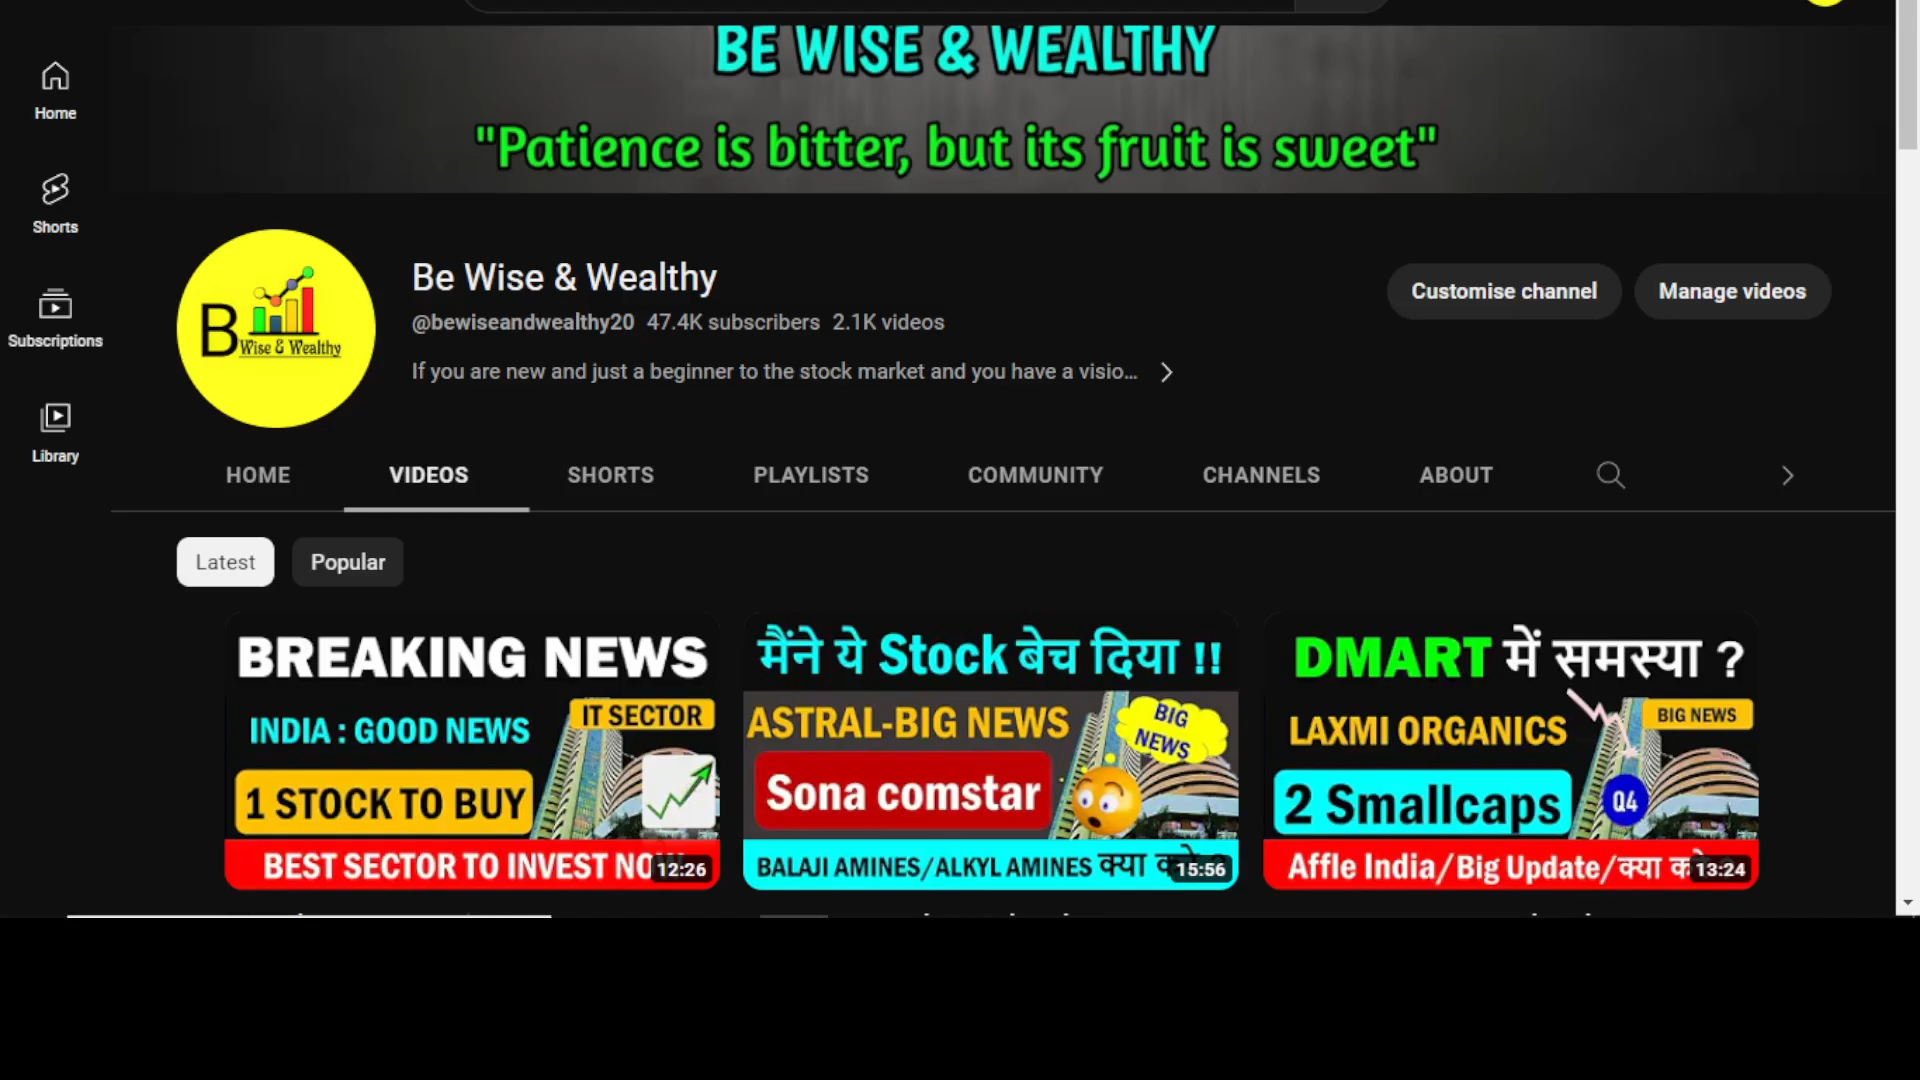 BE WISE & WEALTHY
"Patience is bitter, but its fruit is sweet"
Home
Shorts
Subscriptions
Library
B Wise & Wealthy
Be Wise & Wealthy
@bewiseandwealthy20 47.4K subscribers 2.1K videos
If you are new and just a beginner to the stock market and you have a visio...
Customise channel
Manage videos
HOME VIDEOS SHORTS PLAYLISTS COMMUNITY CHANNELS ABOUT
Latest Popular
BREAKING NEWS
IT SECTOR
INDIA : GOOD NEWS
1 STOCK TO BUY
BEST SECTOR TO INVEST
12:26
मैंने ये Stock बेच दिया !!
ASTRAL-BIG NEWS
BIG
NEWS
Sona comstar
BALAJI AMINES/ALKYL AMINES क्या
15:56
DMART में समस्या ?
BIG NEWS
LAXMI ORGANICS
2 Smallcaps
Q4
Affle India/Big Update/क्या
13:24